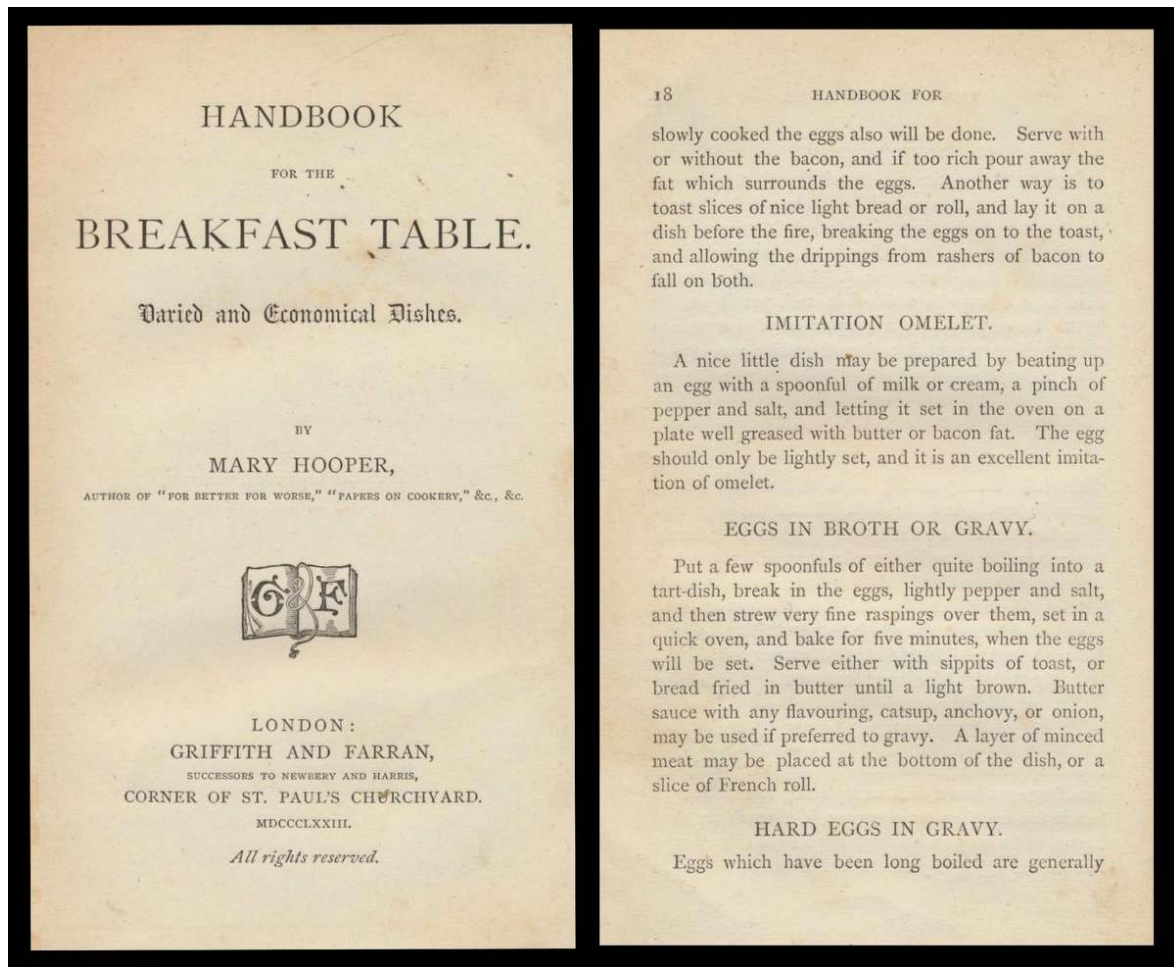 HANDBOOK
FOR THE
BREAKFAST TABLE.
Varied and Economical Dishes.
BY
MARY HOOPER,
AUTHOR OF "FOR BETTER FOR WORSE," "PAPERS ON COOKERY," &c., &c.
G & F
LONDON:
GRIFFITH AND FARRAN,
SUCCESSORS TO NEWBERY AND HARRIS,
CORNER OF ST. PAUL'S CHURCHYARD.
MDCCCLXXIII.
All rights reserved.
18 HANDBOOK FOR
slowly cooked the eggs also will be done. Serve with
or without the bacon, and if too rich pour away the
fat which surrounds the eggs. Another way is to
toast slices of nice light bread or roll, and lay it on a
dish before the fire, breaking the eggs on to the toast,
and allowing the drippings from rashers of bacon to
fall on both.
IMITATION OMELET.
A nice little dish may be prepared by beating up
an egg with a spoonful of milk or cream, a pinch of
pepper and salt, and letting it set in the oven on a
plate well greased with butter or bacon fat. The egg
should only be lightly set, and it is an excellent imita-
tion of omelet.
EGGS IN BROTH OR GRAVY.
Put a few spoonfuls of either quite boiling into a
tart-dish, break in the eggs, lightly pepper and salt,
and then strew very fine raspings over them, set in a
quick oven, and bake for five minutes, when the eggs
will be set. Serve either with sippits of toast, or
bread fried in butter until a light brown. Butter
sauce with any flavouring, catsup, anchovy, or onion,
may be used if preferred to gravy. A layer of minced
meat may be placed at the bottom of the dish, or a
slice of French roll.
HARD EGGS IN GRAVY.
Eggs which have been long boiled are generally